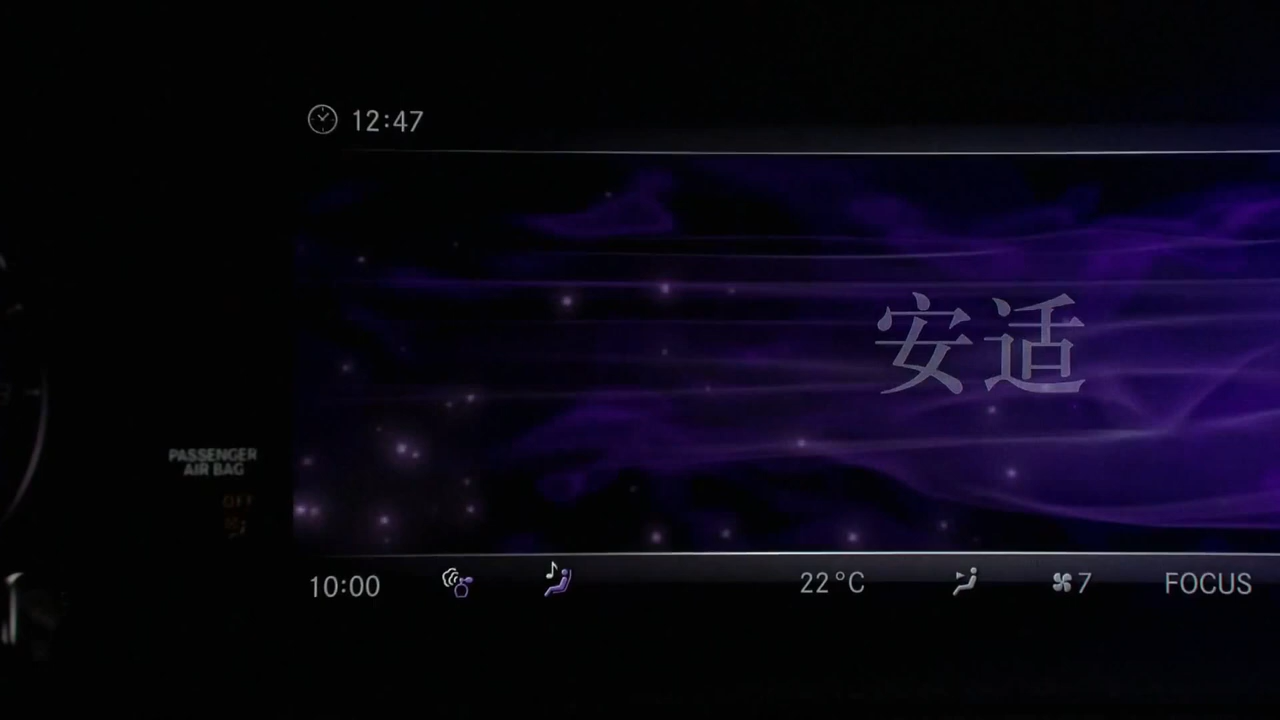 12:47
安适
PASSENGER
AIR BAG
OFF
10:00
22°C
7
FOCUS